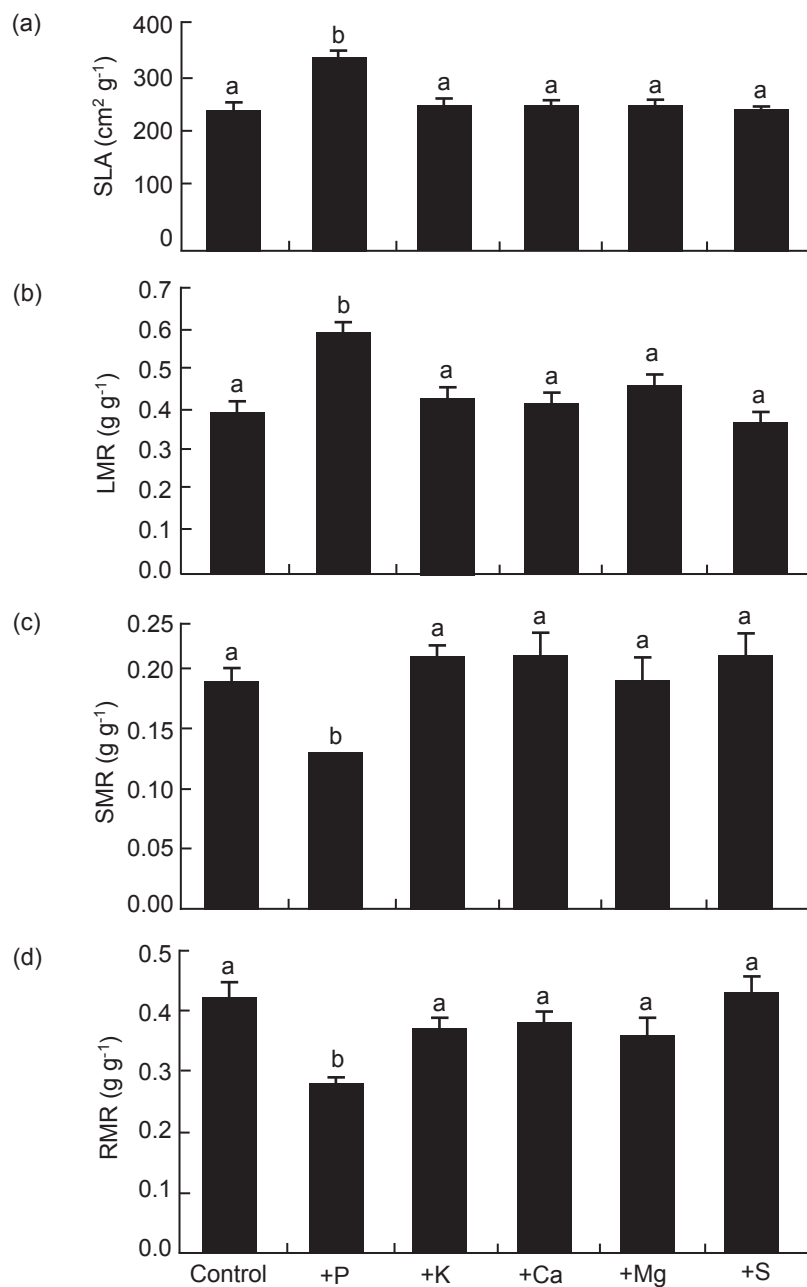 (a)
SLA (cm² g⁻¹)
400
300
200
100
0
a
b
a
a
a
a
(b)
LMR (g g⁻¹)
0.7
0.6
0.5
0.4
0.3
0.2
0.1
0.0
a
b
a
a
a
a
(c)
SMR (g g⁻¹)
0.25
0.20
0.15
0.10
0.05
0.00
a
b
a
a
a
a
(d)
RMR (g g⁻¹)
0.5
0.4
0.3
0.2
0.1
0.0
a
b
a
a
a
a
Control +P +K +Ca +Mg +S